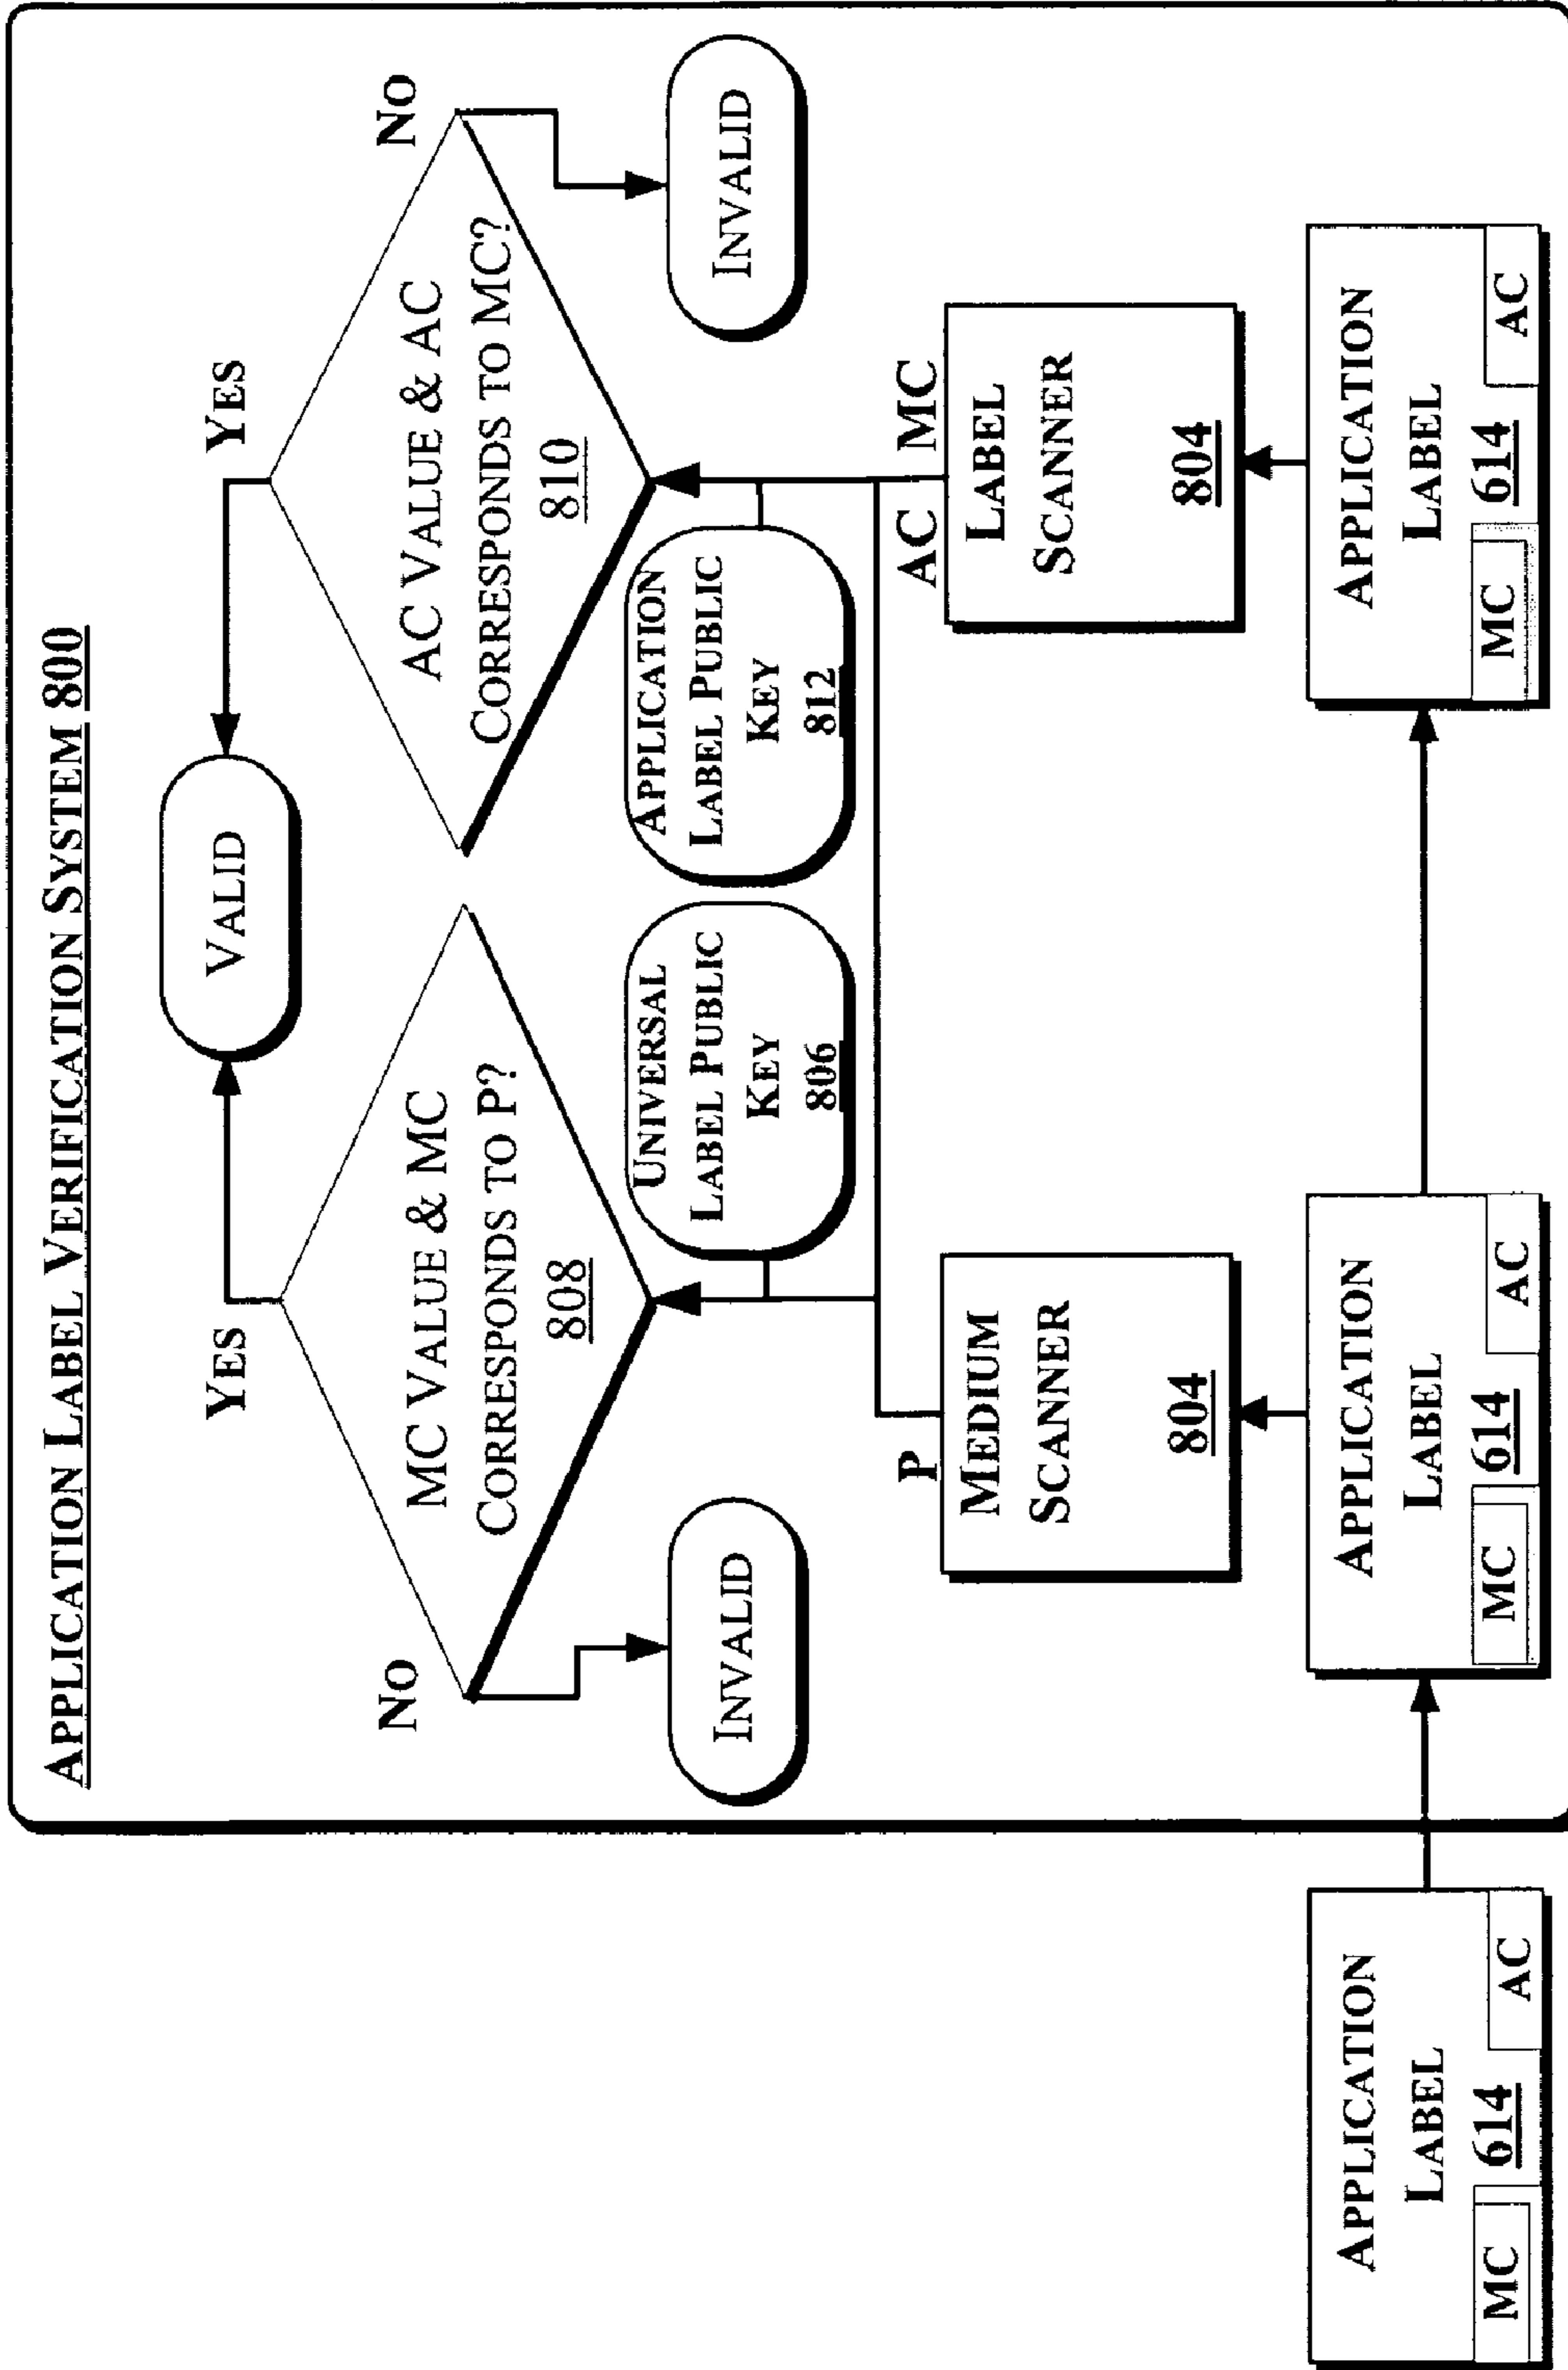 APPLICATION LABEL VERIFICATION SYSTEM 800
VALID
YES
YES
NO
MC VALUE & MC
CORRESPONDS TO P?
808
AC VALUE & AC
CORRESPONDS TO MC?
810
NO
INVALID
UNIVERSAL
LABEL PUBLIC
KEY
806
APPLICATION
LABEL PUBLIC
KEY
812
INVALID
P
MEDIUM
SCANNER
804
AC MC
LABEL
SCANNER
804
APPLICATION
LABEL
MC 614 AC
APPLICATION
LABEL
MC 614 AC
APPLICATION
LABEL
MC 614 AC